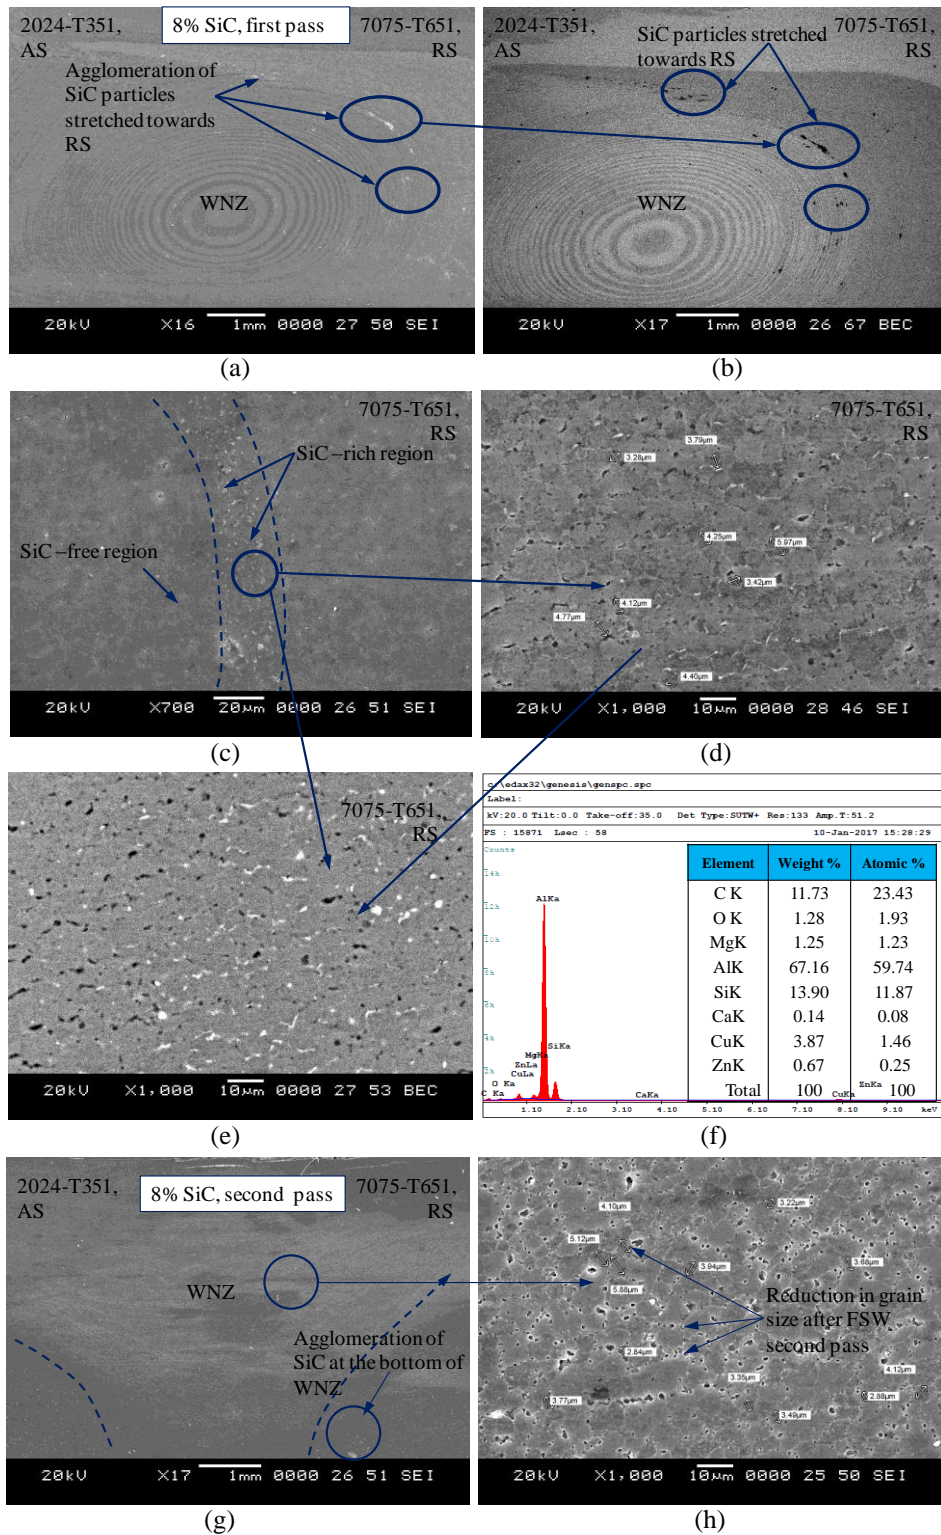 2024-T351,
AS
8% SiC, first pass
7075-T651,
RS
Agglomeration of
SiC particles
stretched towards
RS
WNZ
20kV X16 1mm 0000 27 50 SEI
(a)
2024-T351,
AS
SiC particles stretched
towards RS
7075-T651,
RS
WNZ
20kV X17 1mm 0000 26 67 BEC
(b)
7075-T651,
RS
SiC–rich region
SiC–free region
20kV X700 20µm 0000 26 51 SEI
(c)
7075-T651,
RS
3.79µm
3.28µm
4.25µm
5.97µm
3.42µm
4.12µm
4.77µm
4.40µm
20kV X1,000 10µm 0000 28 46 SEI
(d)
7075-T651,
RS
20kV X1,000 10µm 0000 27 53 BEC
(e)
c:\edax32\genesis\genspc.spc
Label:
kV:20.0 Tilt:0.0 Take-off:35.0 Det Type:SUTW+ Res:133 Amp.T:51.2
FS : 15871 Lsec : 58 10-Jan-2017 15:28:29
Counts
14k
12k
10k
8k
6k
4k
2k
AlKa
SiKa
MgKa
ZnLa
CuLa
O Ka
C Ka
CaKa
CuKa
ZnKa
1.10 2.10 3.10 4.10 5.10 6.10 7.10 8.10 9.10 keV
Element Weight % Atomic %
C K 11.73 23.43
O K 1.28 1.93
MgK 1.25 1.23
AlK 67.16 59.74
SiK 13.90 11.87
CaK 0.14 0.08
CuK 3.87 1.46
ZnK 0.67 0.25
Total 100 100
(f)
2024-T351,
AS
8% SiC, second pass
7075-T651,
RS
WNZ
Agglomeration of
SiC at the bottom of
WNZ
20kV X17 1mm 0000 26 51 SEI
(g)
3.22µm
4.10µm
5.12µm
3.94µm
3.68µm
5.88µm
Reduction in grain
size after FSW
second pass
2.84µm
3.35µm
4.12µm
2.88µm
3.77µm
3.49µm
20kV X1,000 10µm 0000 25 50 SEI
(h)